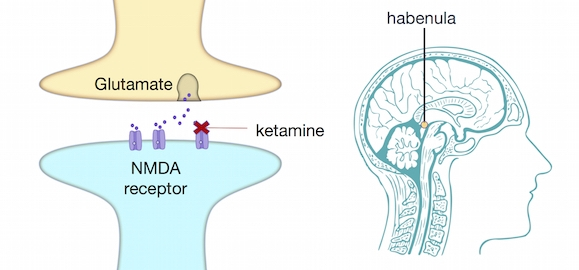 Glutamate
ketamine
NMDA
receptor
habenula